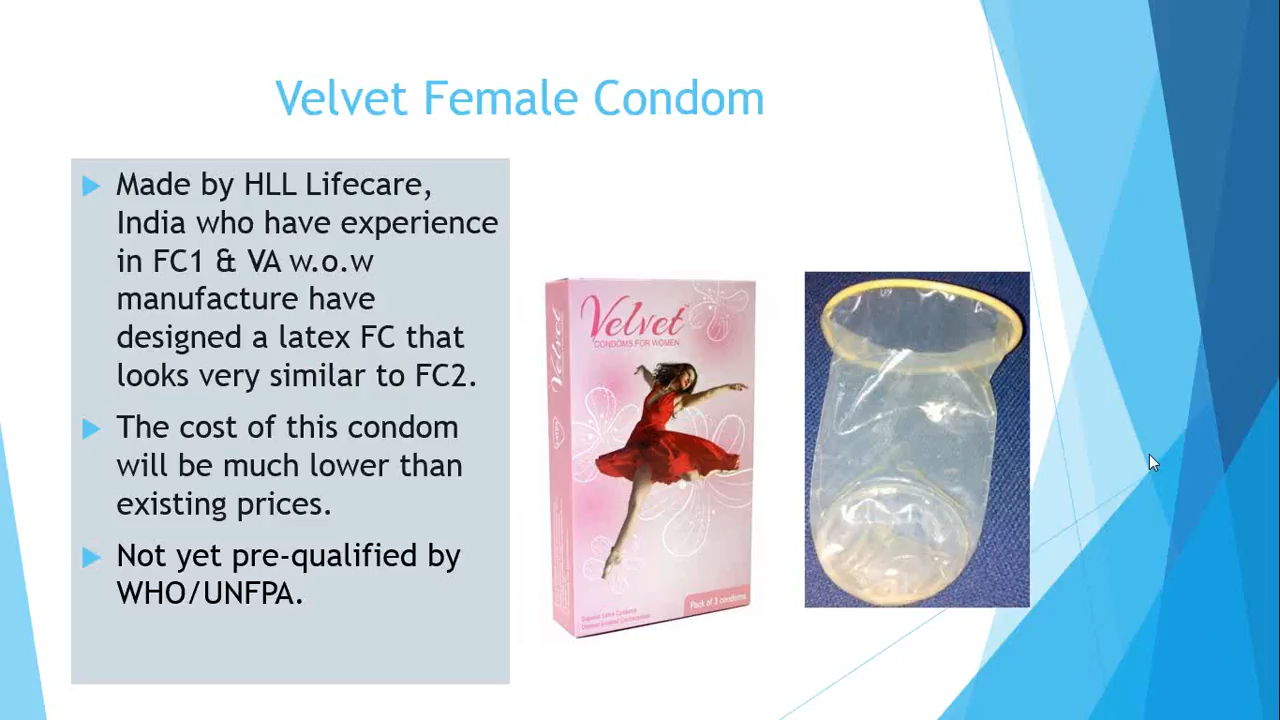 Velvet Female Condom
Made by HLL Lifecare,
India who have experience
in FC1 & VA w.o.w
manufacture have
designed a latex FC that
looks very similar to FC2.
The cost of this condom
will be much lower than
existing prices.
Not yet pre-qualified by
WHO/UNFPA.
Velvet
CONDOMS FOR WOMEN
Velvet
Pack of 3 condoms